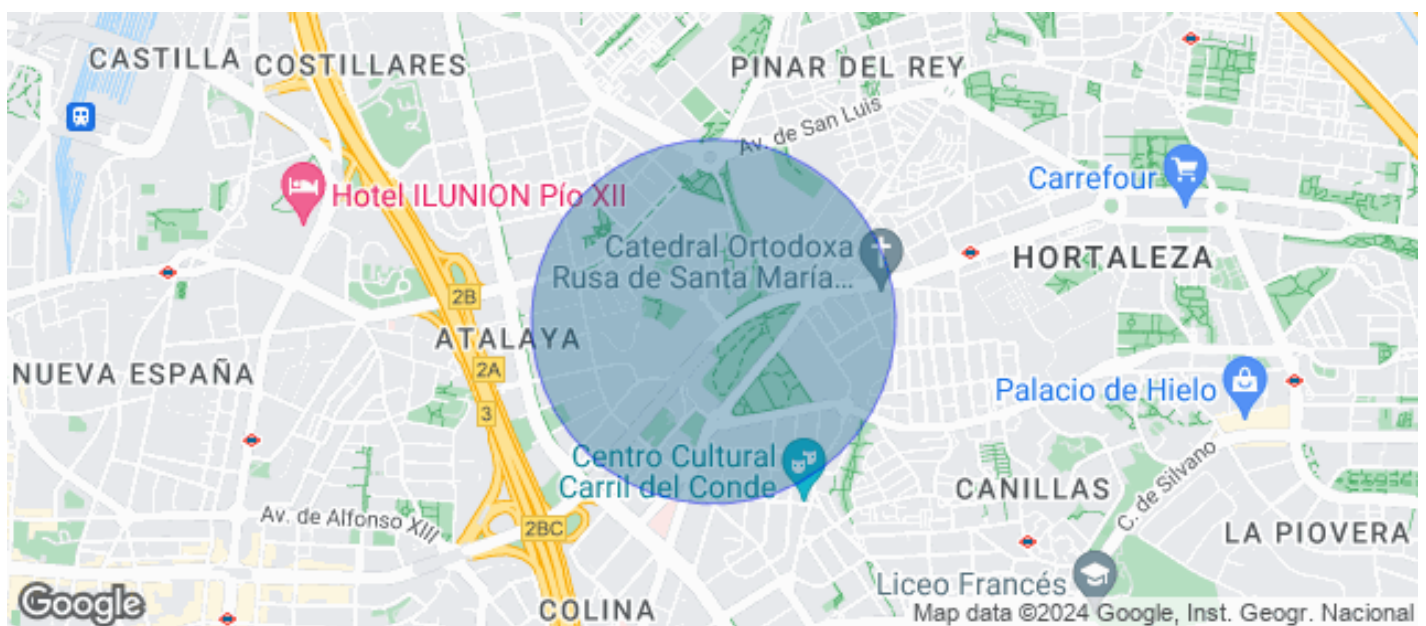 CASTILLA
COSTILLARES
PINAR DEL REY
Av. de San Luis
Hotel ILUNION Pío XII
Carrefour
Catedral Ortodoxa
Rusa de Santa María...
HORTALEZA
2B
ATALAYA
2A
NUEVA ESPAÑA
3
Palacio de Hielo
Centro Cultural
Carril del Conde
CANILLAS
C. de Silvano
Av. de Alfonso XIII
2BC
LA PIOVERA
Liceo Francés
Google
COLINA
Map data ©2024 Google, Inst. Geogr. Nacional